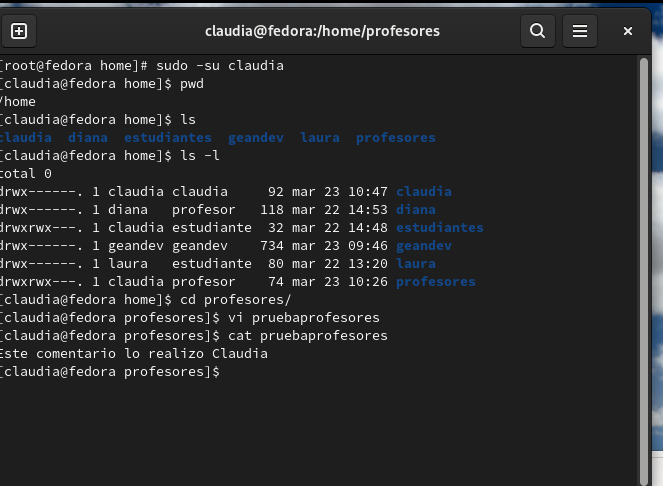 claudia@fedora:/home/profesores
[root@fedora home]# sudo -su claudia
[claudia@fedora home]$ pwd
/home
[claudia@fedora home]$ ls
claudia  diana  estudiantes  geandev  laura  profesores
[claudia@fedora home]$ ls -l
total 0
drwx------. 1 claudia claudia     92 mar 23 10:47 claudia
drwx------. 1 diana   profesor   118 mar 22 14:53 diana
drwxrwx---. 1 claudia estudiante  32 mar 22 14:48 estudiantes
drwx------. 1 geandev geandev    734 mar 23 09:46 geandev
drwx------. 1 laura   estudiante  80 mar 22 13:20 laura
drwxrwx---. 1 claudia profesor    74 mar 23 10:26 profesores
[claudia@fedora home]$ cd profesores/
[claudia@fedora profesores]$ vi pruebaprofesores
[claudia@fedora profesores]$ cat pruebaprofesores
Este comentario lo realizo Claudia
[claudia@fedora profesores]$